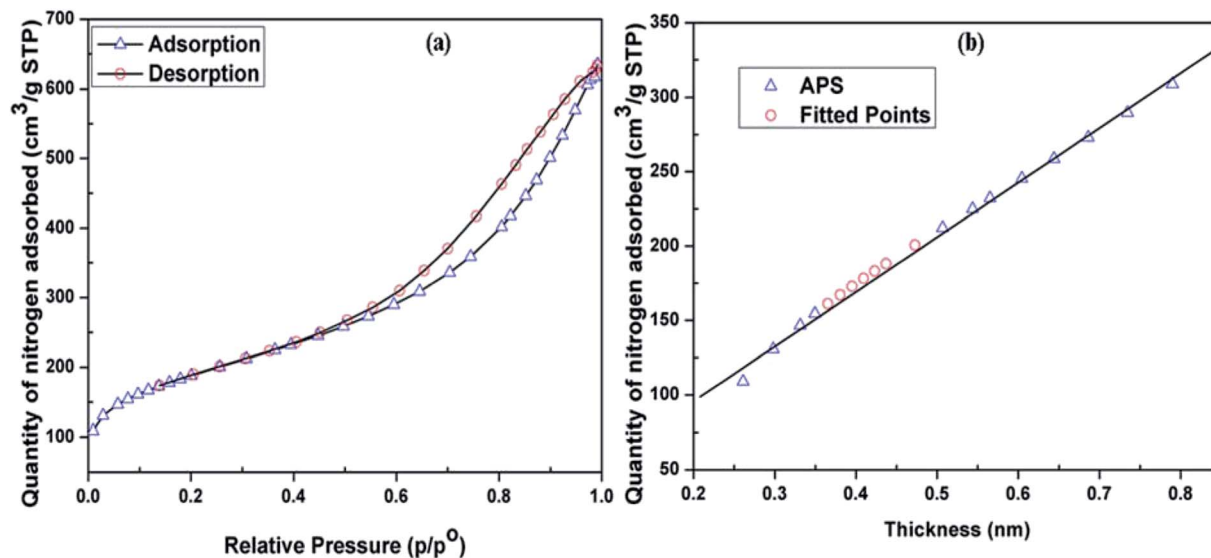 (a)
Adsorption
Desorption
Quantity of nitrogen adsorbed (cm³/g STP)
700
600
500
400
300
200
100
0.0 0.2 0.4 0.6 0.8 1.0
Relative Pressure (p/p⁰)
(b)
APS
Fitted Points
Quantity of nitrogen adsorbed (cm³/g STP)
350
300
250
200
150
100
50
0.2 0.3 0.4 0.5 0.6 0.7 0.8
Thickness (nm)